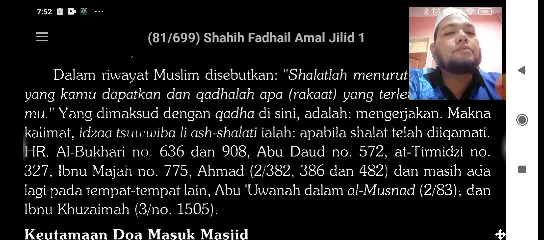 7:52
(81/699) Shahih Fadhail Amal Jilid 1
Dalam riwayat Muslim disebutkan: "Shalatlah menurut
yang kamu dapatkan dan qadhalah apa (rakaat) yang
mu." Yang dimaksud dengan qadha di sini, adalah: mengerjakan. Makna
kalimat, idzaa tsuwwiba li ash-shalati ialah: apabila shalat telah diiqamati.
HR. Al-Bukhari no. 636 dan 908, Abu Daud no. 572, at-Tirmidzi no.
327, Ibnu Majah no. 775, Ahmad (2/382, 386 dan 482) dan masih ada
lagi pada tempat-tempat lain, Abu 'Uwanah dalam al-Musnad (2/83); dan
Ibnu Khuzaimah (3/no. 1505).
Keutamaan Doa Masuk Masjid